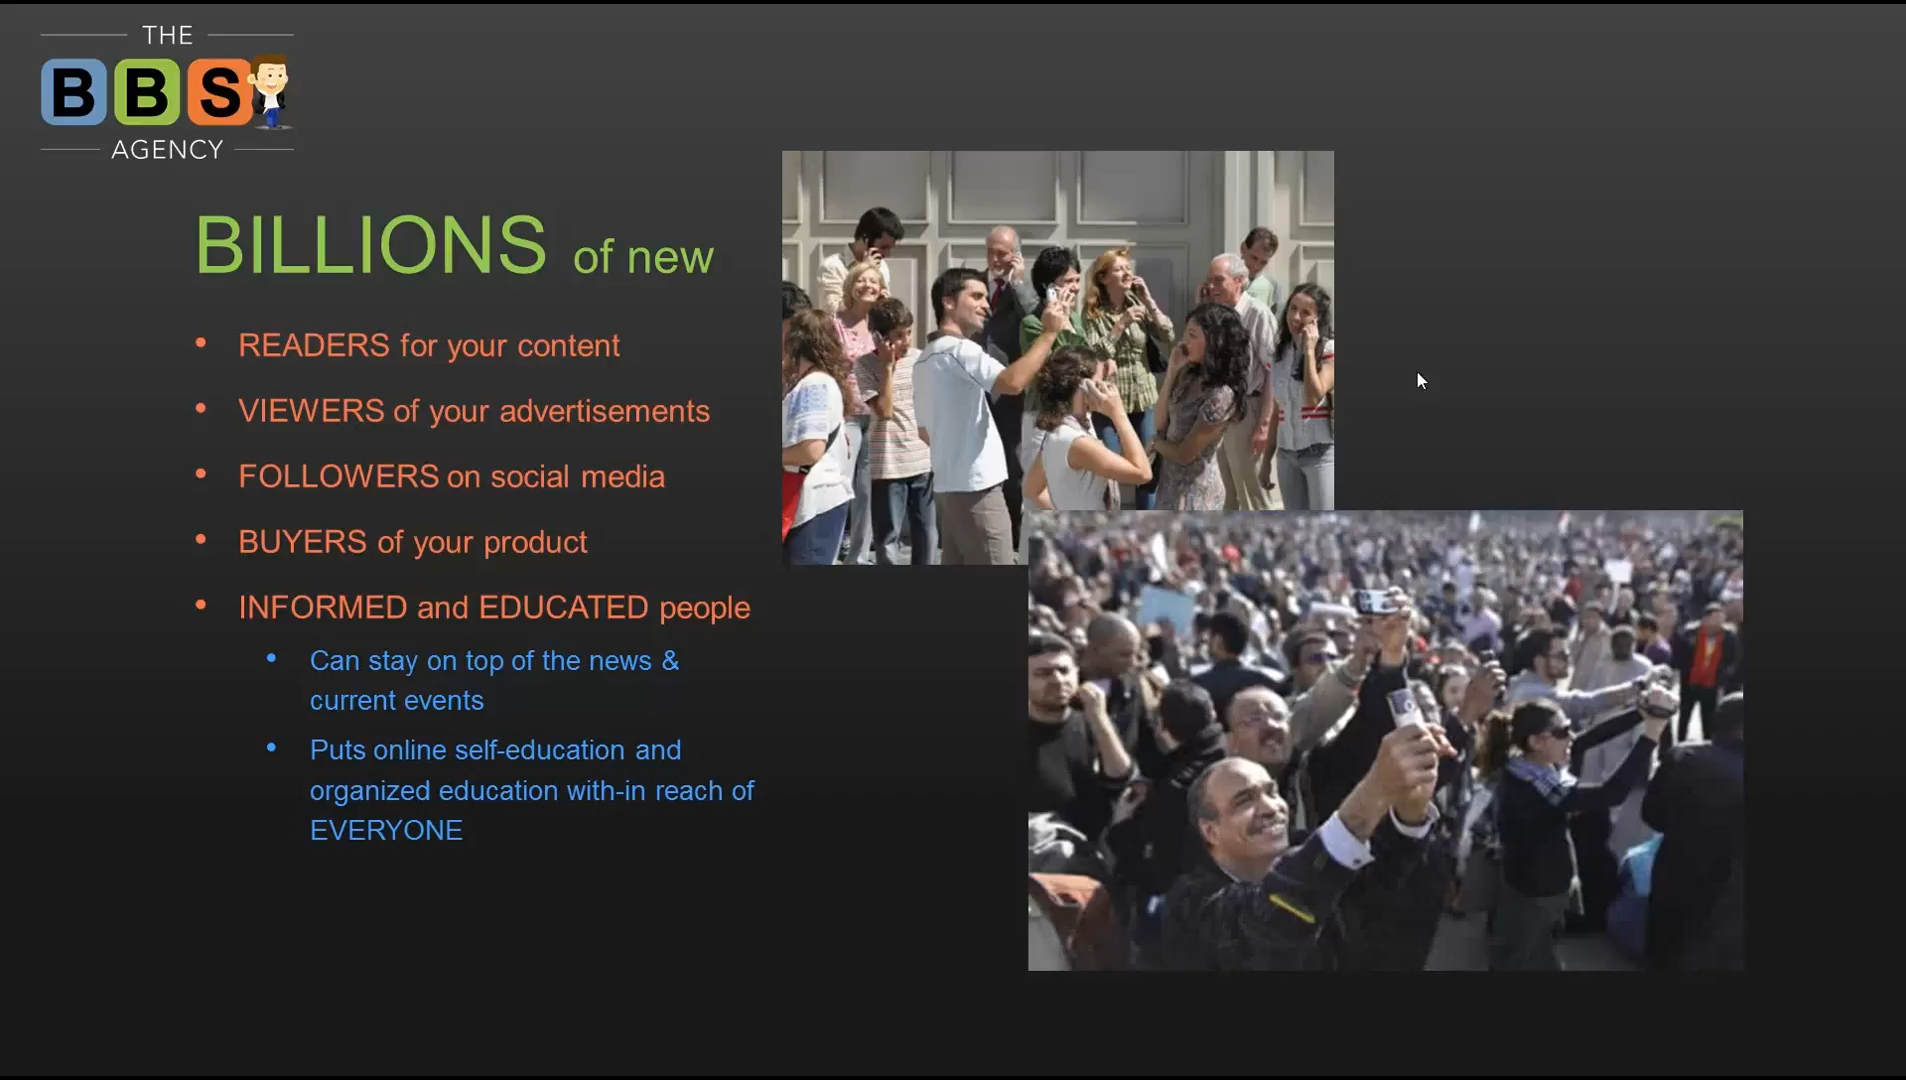 THE
BBS
AGENCY
BILLIONS of new
• READERS for your content
• VIEWERS of your advertisements
• FOLLOWERS on social media
• BUYERS of your product
• INFORMED and EDUCATED people
• Can stay on top of the news &
current events
• Puts online self-education and
organized education with-in reach of
EVERYONE